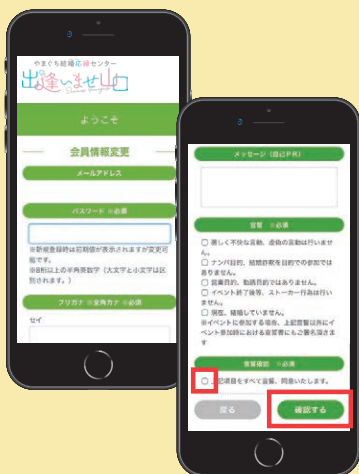 やまぐち結婚応縁センター
出逢いませ山口
ようこそ
会員情報変更
メールアドレス
パスワード ※必須
※新規登録時は初期値が表示されますが変更可
能です。
※8桁以上の半角英数字（大文字と小文字は区
別されます。）
フリガナ ※全角カナ ※必須
セイ
メッセージ（自己PR）
宣誓 ※必須
著しく不快な言動、虚偽の言動は行いませ
ん。
ナンパ目的、結婚詐欺を目的での参加では
ありません。
営業目的、勧誘目的ではありません。
イベント終了後等、ストーカー行為は行い
ません。
現在、結婚していません。
※イベントに参加する場合、上記宣誓以外にイ
ベント参加時における宣誓書にもご署名頂きま
す
宣誓確認 ※必須
上記項目をすべて宣誓、同意いたします。
戻る
確認する